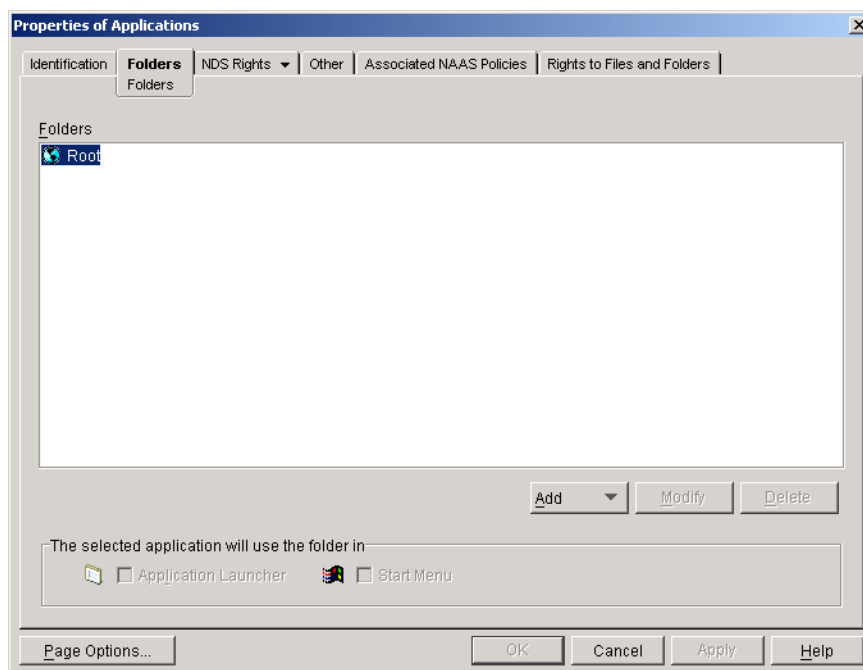 Properties of Applications
Identification Folders NDS Rights Other Associated NAAS Policies Rights to Files and Folders
Folders
Folders
Root
Add Modify Delete
The selected application will use the folder in
Application Launcher Start Menu
Page Options... OK Cancel Apply Help